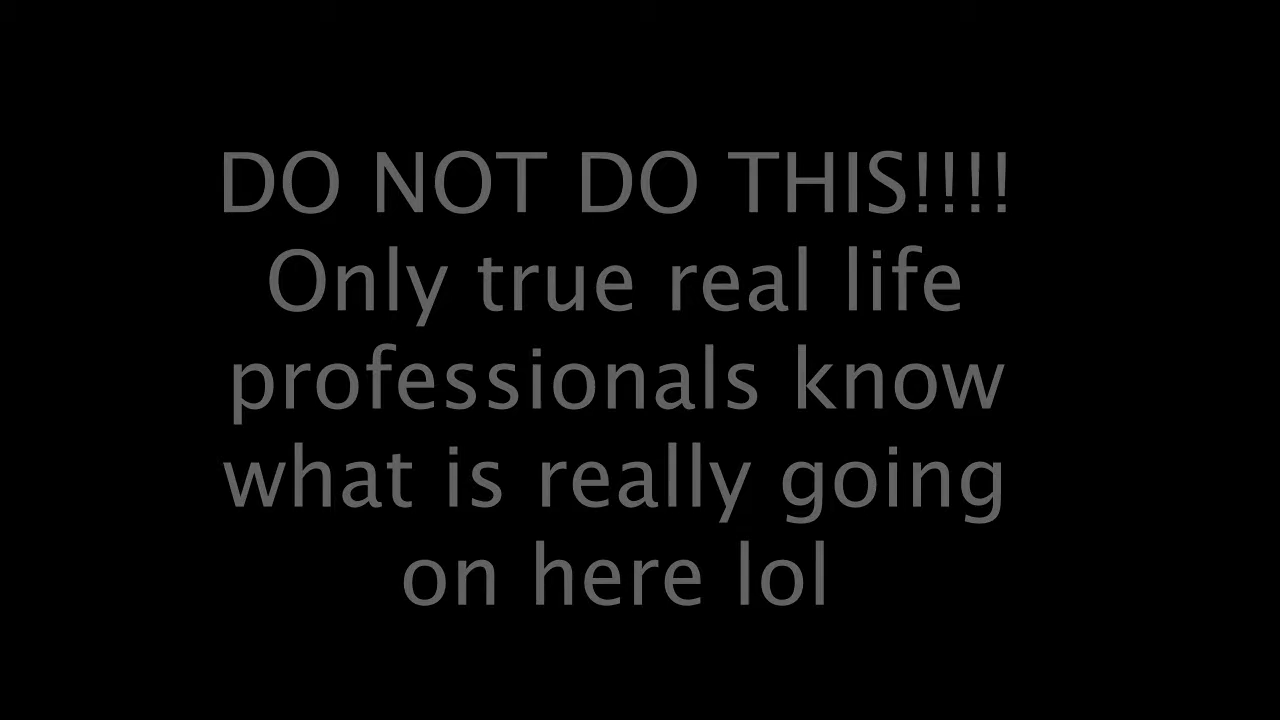 DO NOT DO THIS!!!!
Only true real life
professionals know
what is really going
on here lol